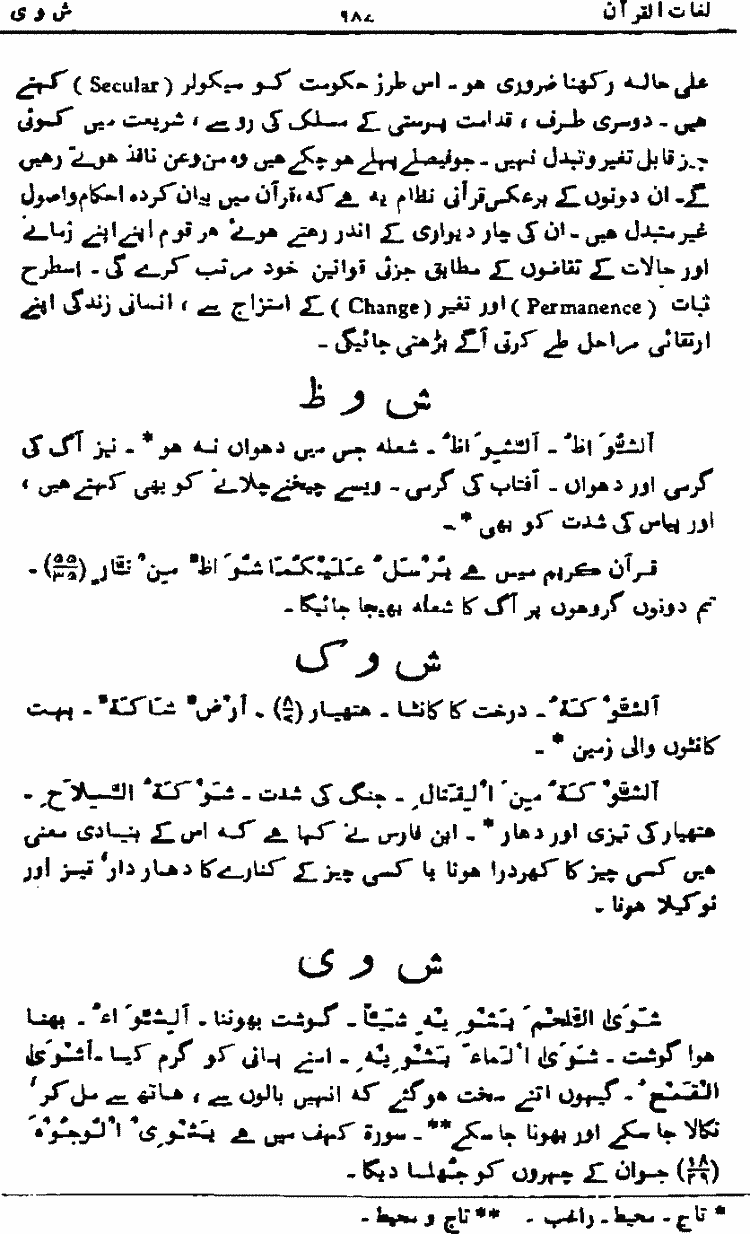 لغات القرآن ۹۸۷ ش و ی
علی حالہ رکھنا ضروری ہو ۔ اس طرز حکومت کو سیکولر ( Secular ) کہتے
ہیں ۔ دوسری طرف ، قدامت پرستی کے مسلک کی رو سے ، شریعت میں کوئی
چیز قابل تغیر و تبدل نہیں ۔ جو فیصلے پہلے ہو چکے ہیں وہ من و عن نافذ ہوتے رہیں
گے۔ ان دونوں کے برعکس قرآنی نظام یہ ہے کہ، قرآن میں بیان کردہ احکام و اصول
غیر متبدل ہیں ۔ ان کی چار دیواری کے اندر رہتے ہوئے ہر قوم اپنے اپنے زمانے
اور حالات کے تقاضوں کے مطابق جزئی قوانین خود مرتب کرے گی ۔ اسطرح
ثبات ( Permanence ) اور تغیر ( Change ) کے امتزاج سے ، انسانی زندگی اپنے
ارتقائی مراحل طے کرتی آگے بڑھتی جائیگی ۔
ش و ظ
اَلشُّوَاظُ ۔ اَلشِّوَاظُ ۔ شعلہ جس میں دھواں نہ ہو * ۔ نیز آگ کی
گرمی اور دھواں ۔ آفتاب کی گرمی ۔ ویسے چیخنے چلانے کو بھی کہتے ہیں ،
اور پیاس کی شدت کو بھی * ۔
قرآن کریم میں ہے یُرْسَلُ عَلَیْکُمَا شُوَاظٌ مِنْ نَّارٍ (۵۵/۳۵) ۔
تم دونوں گروہوں پر آگ کا شعلہ بھیجا جائیگا ۔
ش و ک
اَلشَّوْکَۃُ ۔ درخت کا کانٹا ۔ ہتھیار (۸/۷) ۔ اَرْضٌ شَاکَۃٌ ۔ بہت
کانٹوں والی زمین * ۔
اَلشَّوْکَۃُ مِنَ الْقِتَالِ ۔ جنگ کی شدت ۔ شَوْکَۃُ السِّلَاحِ ۔
ہتھیار کی تیزی اور دھار * ۔ ابن فارس نے کہا ہے کہ اس کے بنیادی معنی
ہیں کسی چیز کا کھردرا ہونا یا کسی چیز کے کنارے کا دھار دار، تیز اور
نوکیلا ہونا ۔
ش و ی
شَوَی اللَّحْمَ یَشْوِیْہِ شَیًّا ۔ گوشت بھوننا ۔ اَلشِّوَاءُ ۔ بھنا
ہوا گوشت ۔ شَوَی الْمَاءَ یَشْوِیْہِ ۔ اسنے پانی کو گرم کیا ۔ اَشْوَی
الْقَمْحُ ۔ گیہوں اتنے سخت ہوگئے کہ انہیں بالوں سے ، ہاتھ سے مل کر،
نکالا جا سکے اور بھونا جا سکے** ۔ سورۃ کہف میں ہے یَشْوِی الْوُجُوْہَ
(۱۸/۲۹) جو ان کے چہروں کو جُھلسا دیگا ۔
* تاج ۔ محیط ۔ راغب ۔ ** تاج و محیط ۔